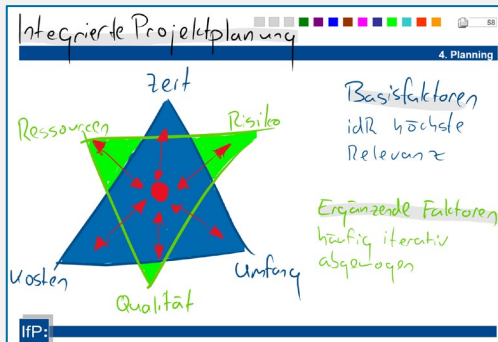 Integrierte Projektplanung
58
4. Planning
Zeit
Ressourcen
Risiko
Kosten
Umfang
Qualität
Basisfaktoren
idR höchste
Relevanz
Ergänzende Faktoren
häufig iterativ
abgewogen
IfP: